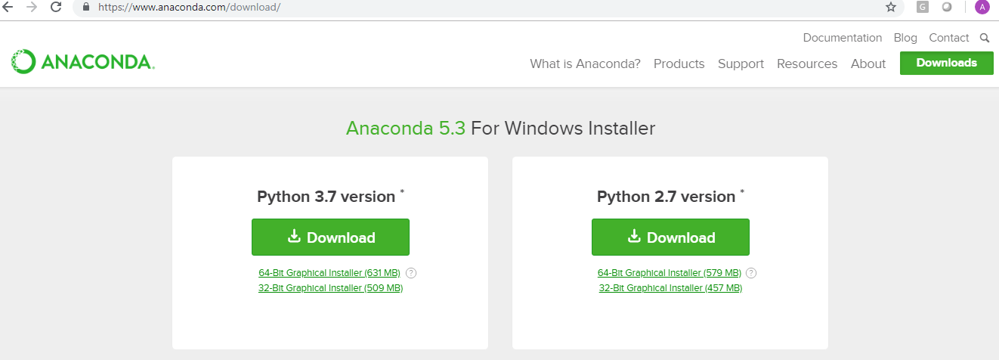 https://www.anaconda.com/download/
G
A
Documentation Blog Contact
ANACONDA.
What is Anaconda? Products Support Resources About Downloads
Anaconda 5.3 For Windows Installer
Python 3.7 version *
Download
64-Bit Graphical Installer (631 MB) ?
32-Bit Graphical Installer (509 MB)
Python 2.7 version *
Download
64-Bit Graphical Installer (579 MB) ?
32-Bit Graphical Installer (457 MB)